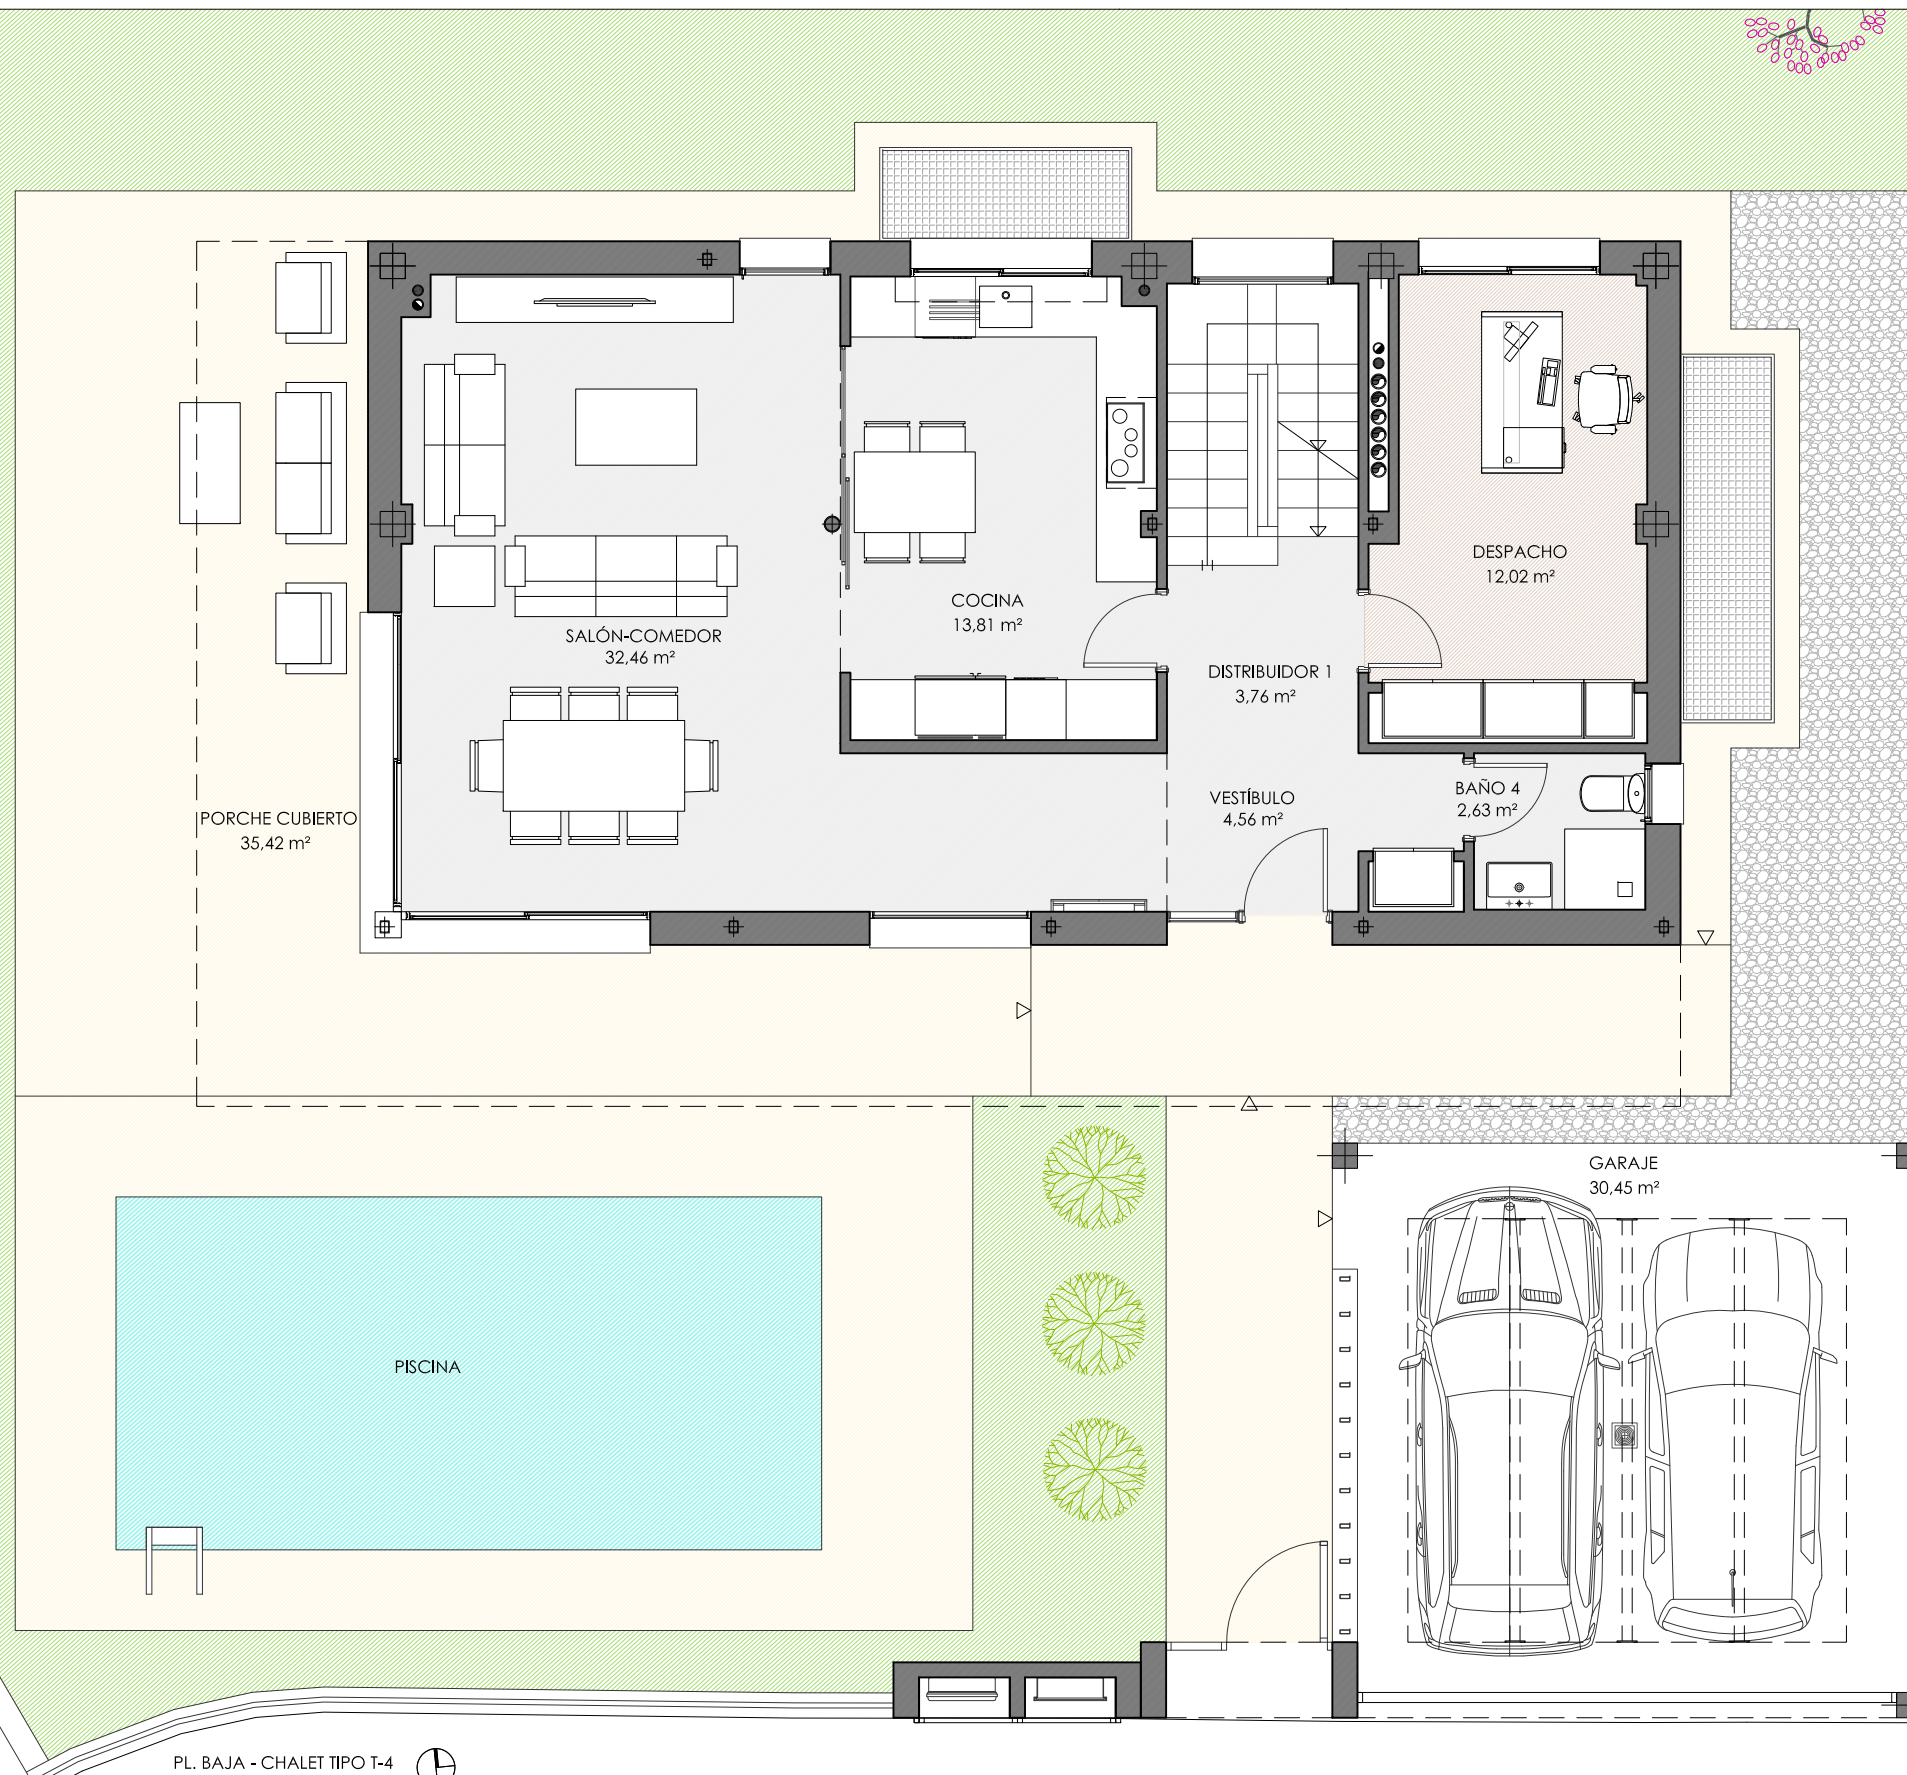 DESPACHO
12,02 m²
COCINA
13,81 m²
SALÓN-COMEDOR
32,46 m²
DISTRIBUIDOR 1
3,76 m²
BAÑO 4
2,63 m²
VESTÍBULO
4,56 m²
PORCHE CUBIERTO
35,42 m²
GARAJE
30,45 m²
PISCINA
PL. BAJA - CHALET TIPO T-4